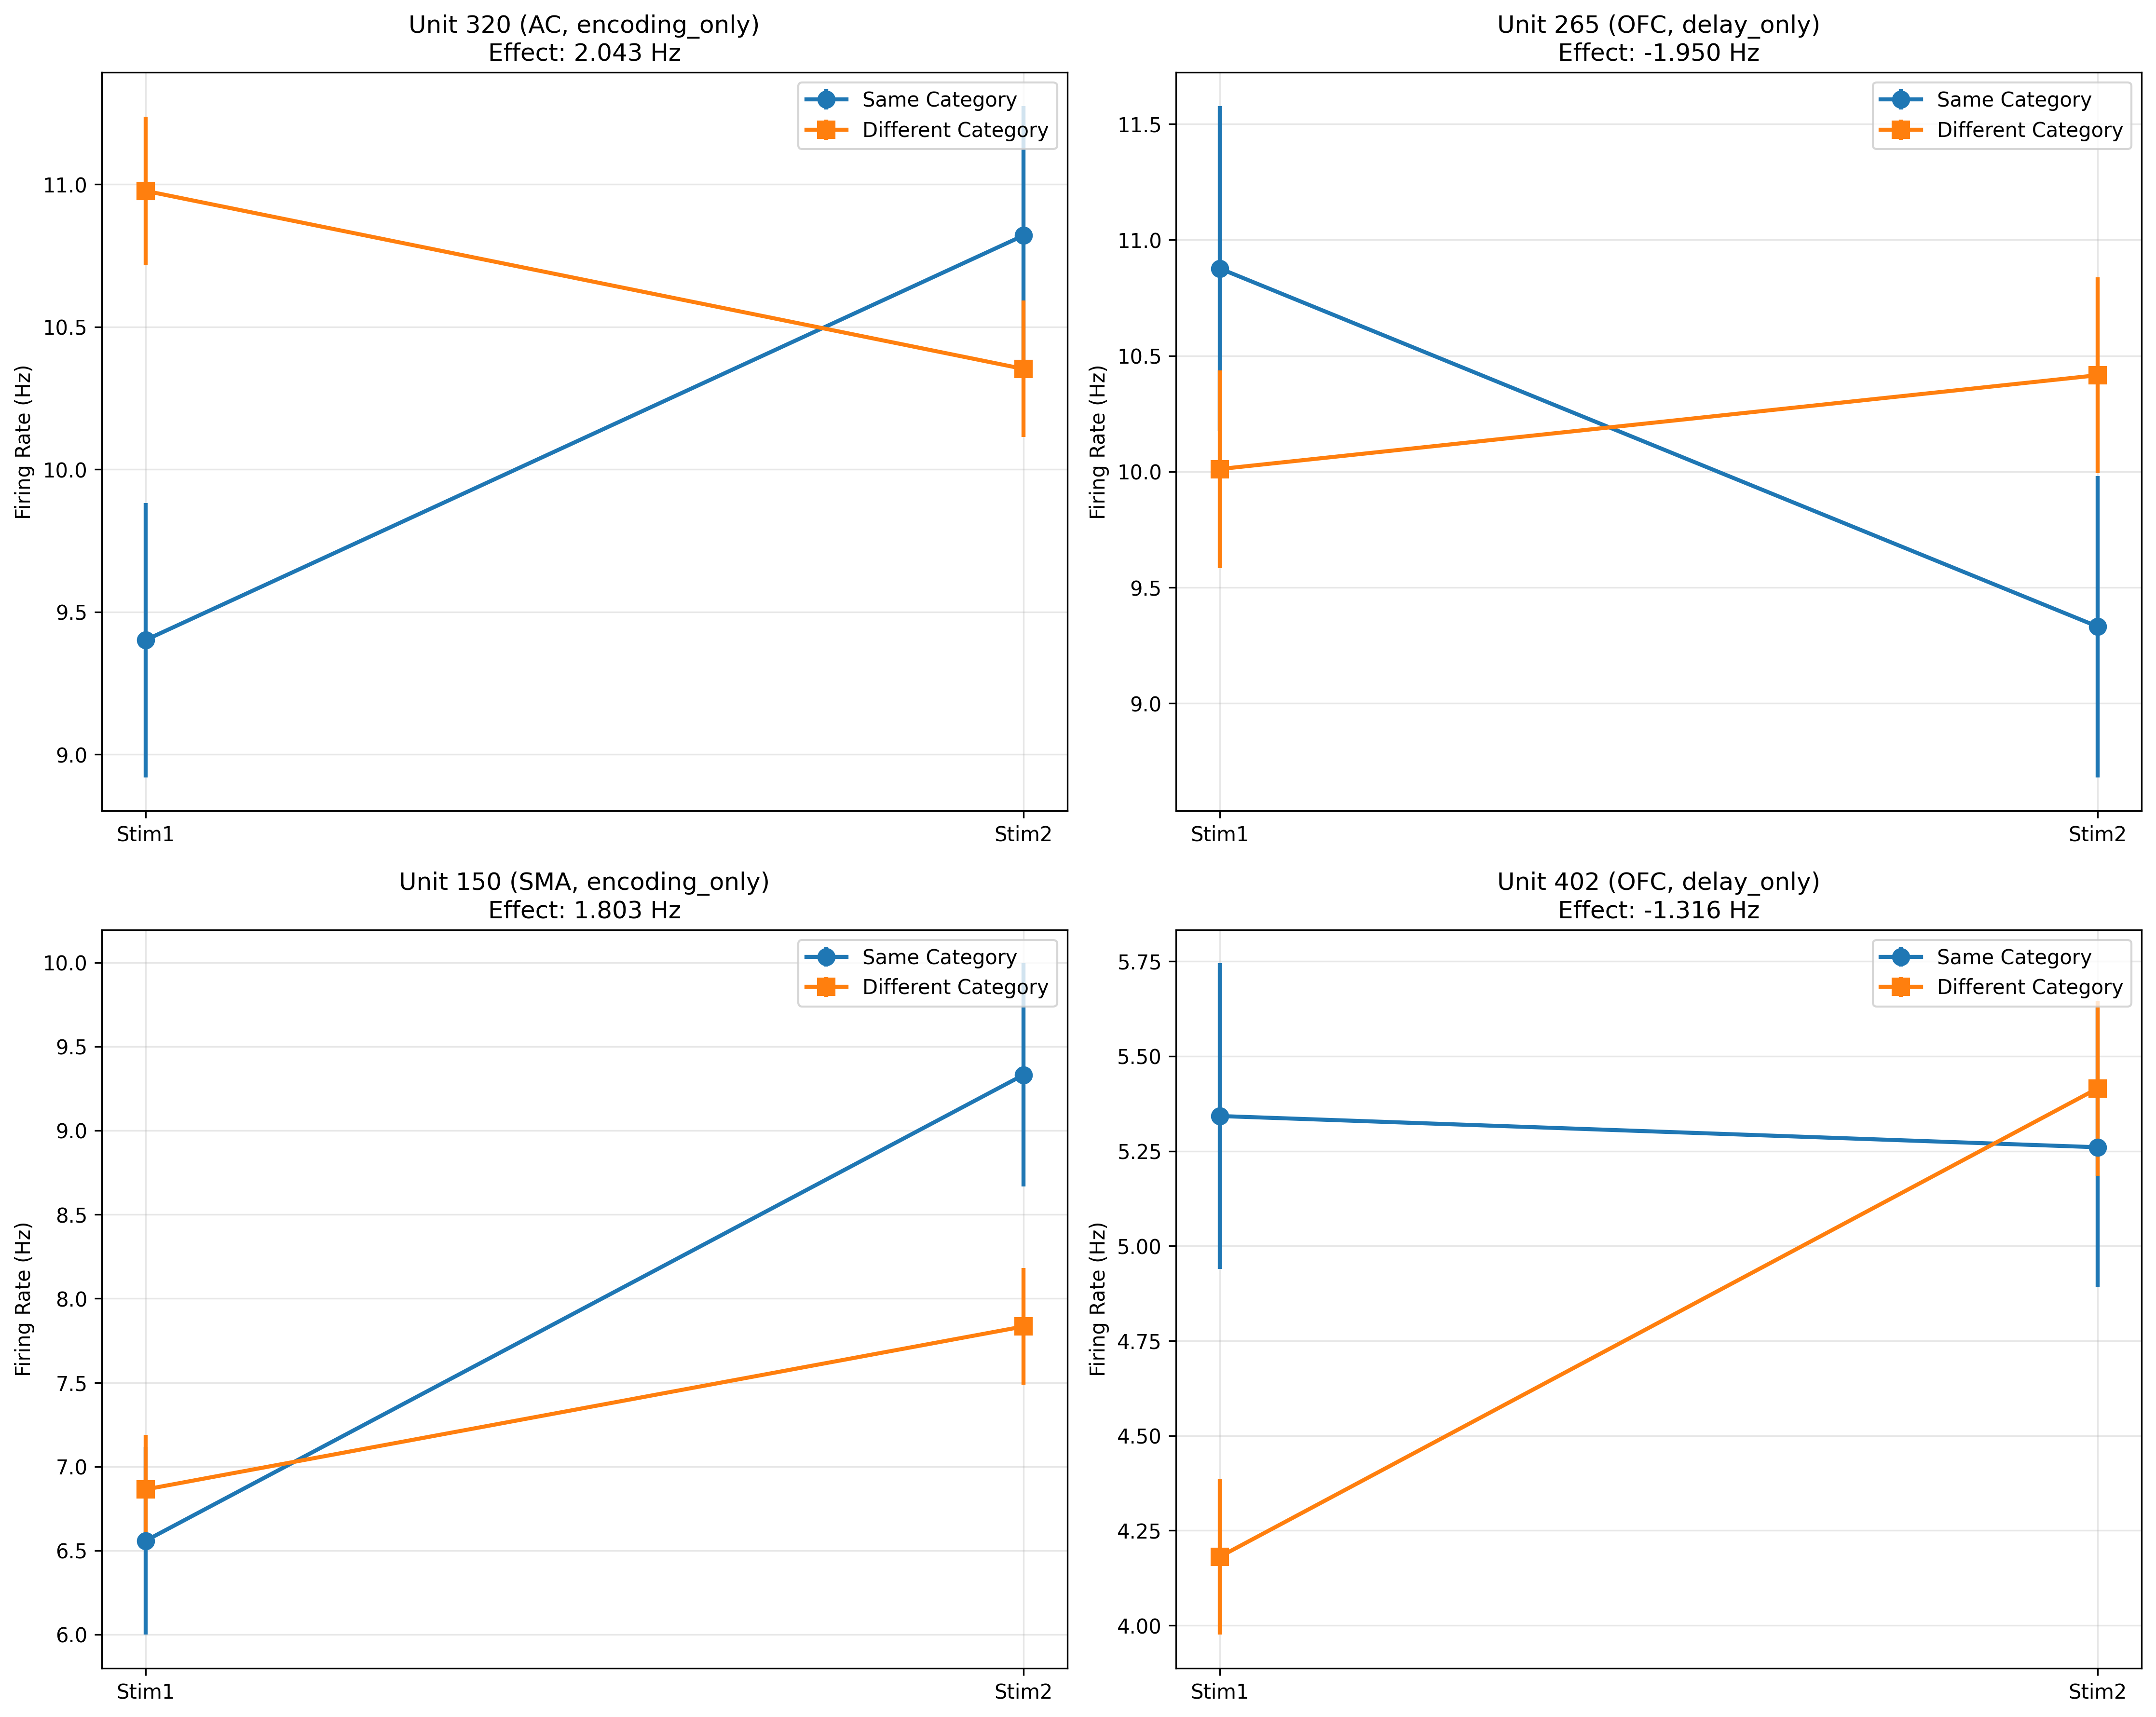 Unit 320 (AC, encoding_only)
Effect: 2.043 Hz
Same Category
Different Category
11.0
10.5
10.0
9.5
9.0
Firing Rate (Hz)
Stim1
Stim2
Unit 265 (OFC, delay_only)
Effect: -1.950 Hz
Same Category
Different Category
11.5
11.0
10.5
10.0
9.5
9.0
Firing Rate (Hz)
Stim1
Stim2
Unit 150 (SMA, encoding_only)
Effect: 1.803 Hz
Same Category
Different Category
10.0
9.5
9.0
8.5
8.0
7.5
7.0
6.5
6.0
Firing Rate (Hz)
Stim1
Stim2
Unit 402 (OFC, delay_only)
Effect: -1.316 Hz
Same Category
Different Category
5.75
5.50
5.25
5.00
4.75
4.50
4.25
4.00
Firing Rate (Hz)
Stim1
Stim2